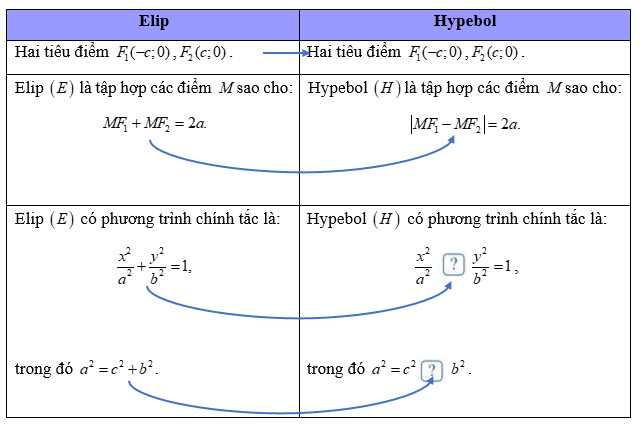 Elip
Hypebol
Hai tiêu điểm F₁(−c;0), F₂(c;0).
Hai tiêu điểm F₁(−c;0), F₂(c;0).
Elip (E) là tập hợp các điểm M sao cho:
MF₁ + MF₂ = 2a.
Hypebol (H) là tập hợp các điểm M sao cho:
|MF₁ − MF₂| = 2a.
Elip (E) có phương trình chính tắc là:
x²/a² + y²/b² = 1,
trong đó a² = c² + b².
Hypebol (H) có phương trình chính tắc là:
x²/a² ? y²/b² = 1,
trong đó a² = c² ? b².